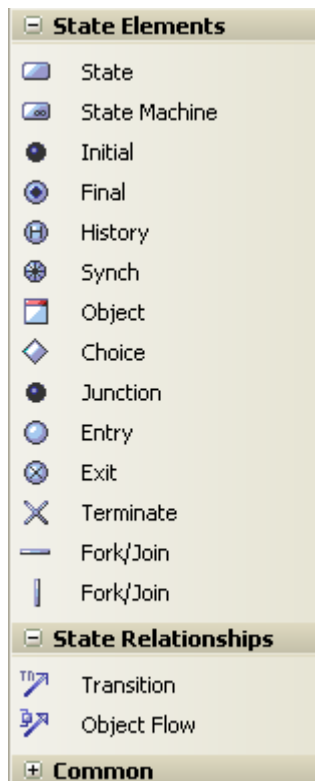 State Elements
State
State Machine
Initial
Final
History
Synch
Object
Choice
Junction
Entry
Exit
Terminate
Fork/Join
Fork/Join
State Relationships
Transition
Object Flow
Common